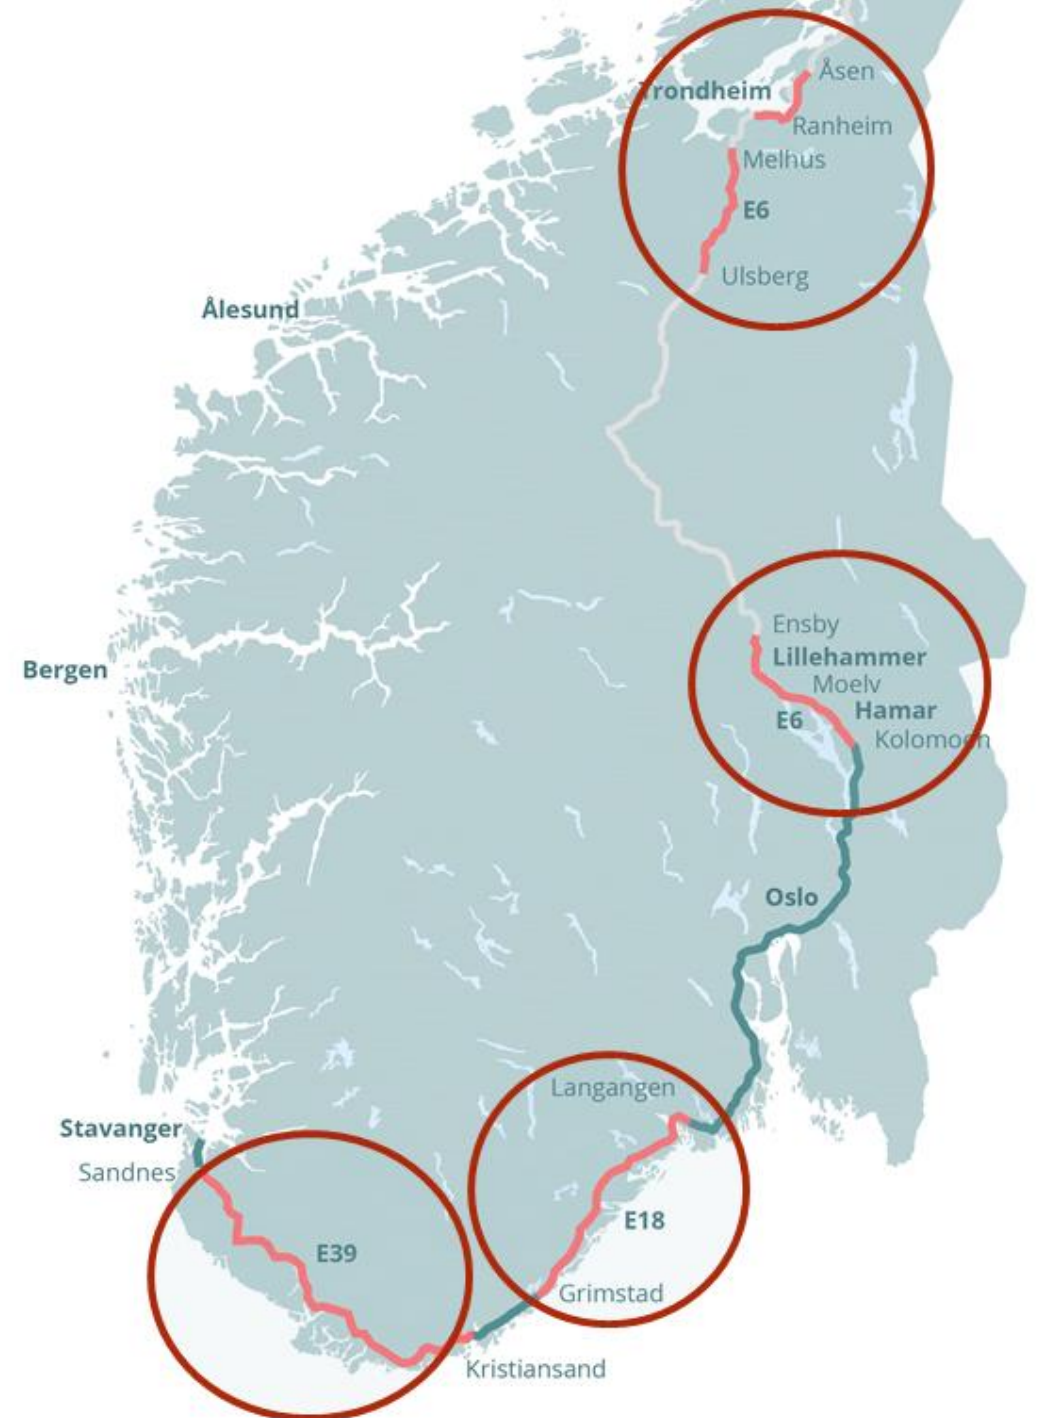 Åsen
Trondheim
Ranheim
Melhus
E6
Ulsberg
Ålesund
Ensby
Lillehammer
Bergen
Moelv
Hamar
E6
Kolomoen
Oslo
Langangen
Stavanger
Sandnes
E18
E39
Grimstad
Kristiansand